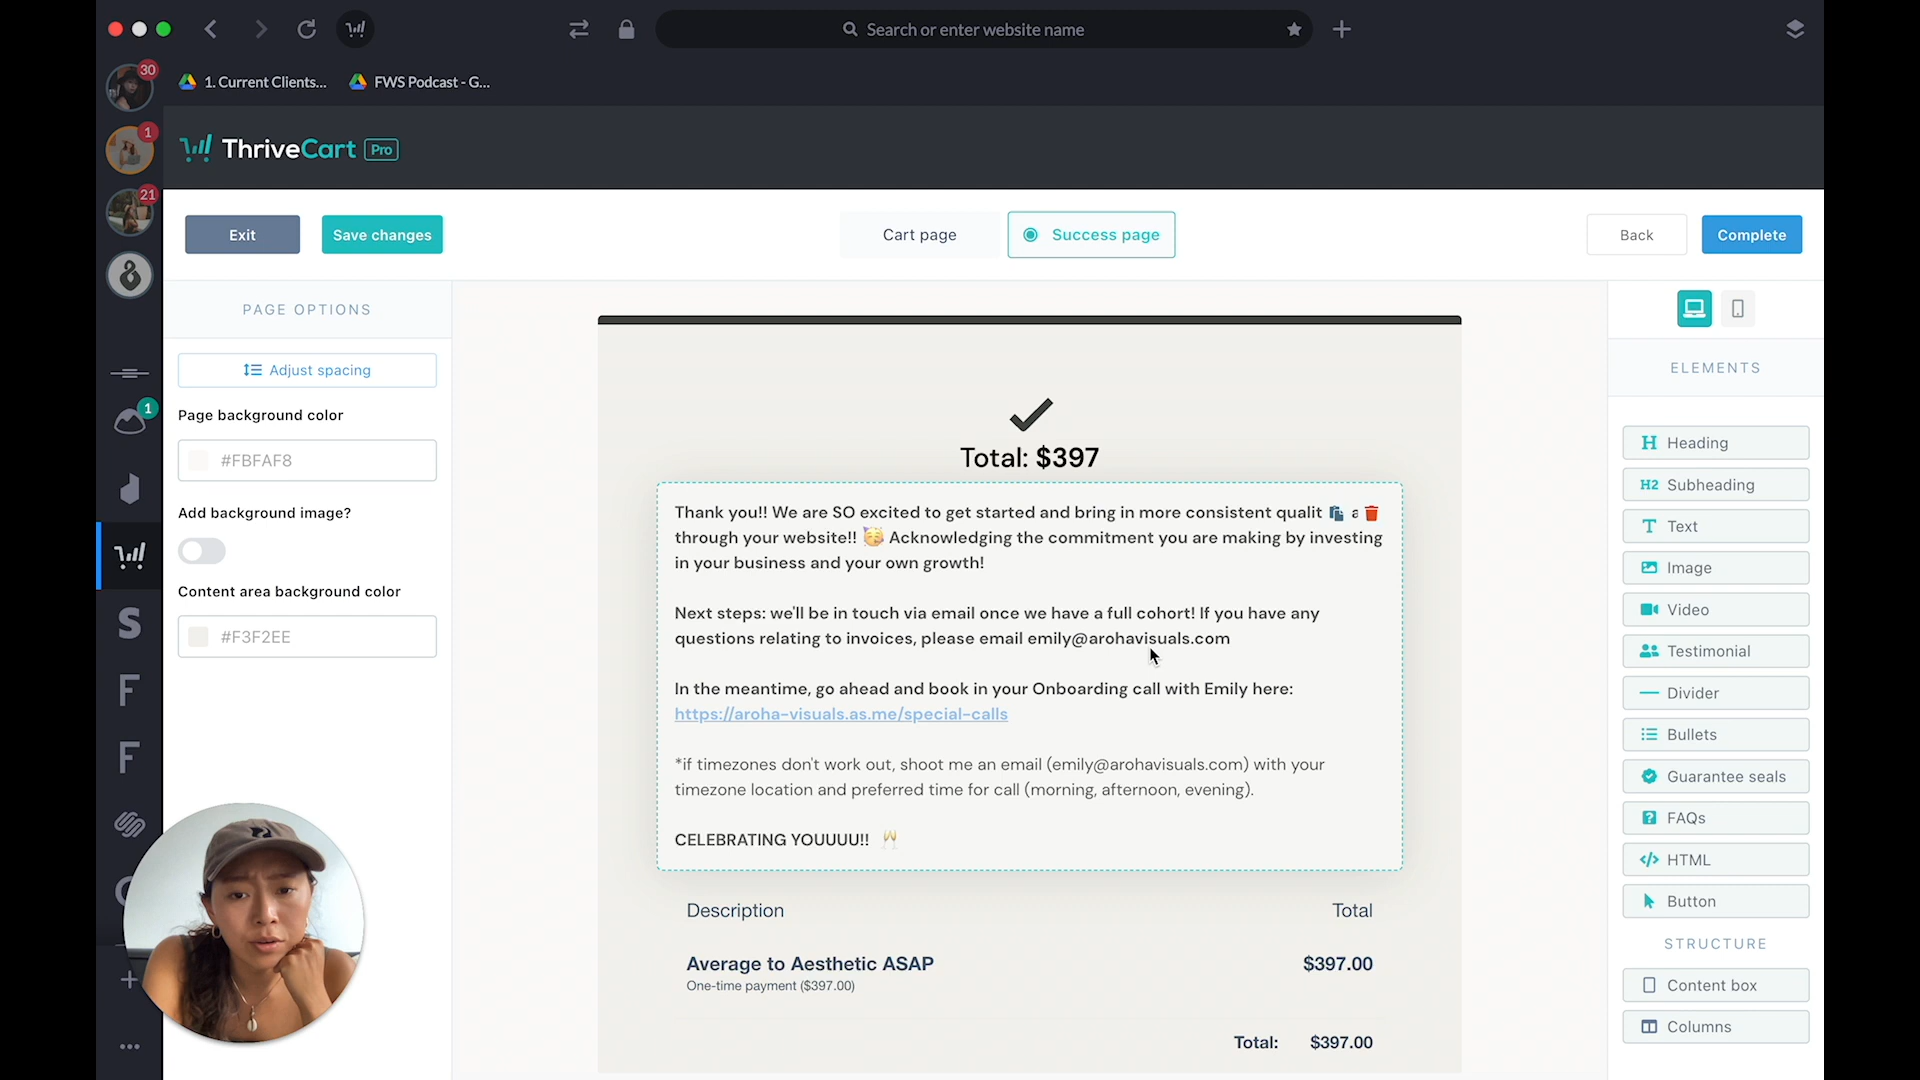 Search or enter website name
30
1. Current Clients...
FWS Podcast - G...
1
ThriveCart Pro
21
Exit
Save changes
Cart page
Success page
Back
Complete
PAGE OPTIONS
Adjust spacing
Page background color
#FBFAF8
Add background image?
Content area background color
#F3F2EE
1
S
F
F
Total: $397
Thank you!! We are SO excited to get started and bring in more consistent qualit a
through your website!! 🥳 Acknowledging the commitment you are making by investing
in your business and your own growth!
Next steps: we'll be in touch via email once we have a full cohort! If you have any
questions relating to invoices, please email emily@arohavisuals.com
In the meantime, go ahead and book in your Onboarding call with Emily here:
https://aroha-visuals.as.me/special-calls
*if timezones don't work out, shoot me an email (emily@arohavisuals.com) with your
timezone location and preferred time for call (morning, afternoon, evening).
CELEBRATING YOUUUU!! 🥂
Description Total
Average to Aesthetic ASAP $397.00
One-time payment ($397.00)
Total: $397.00
ELEMENTS
H Heading
H2 Subheading
T Text
Image
Video
Testimonial
Divider
Bullets
Guarantee seals
FAQs
HTML
Button
STRUCTURE
Content box
Columns